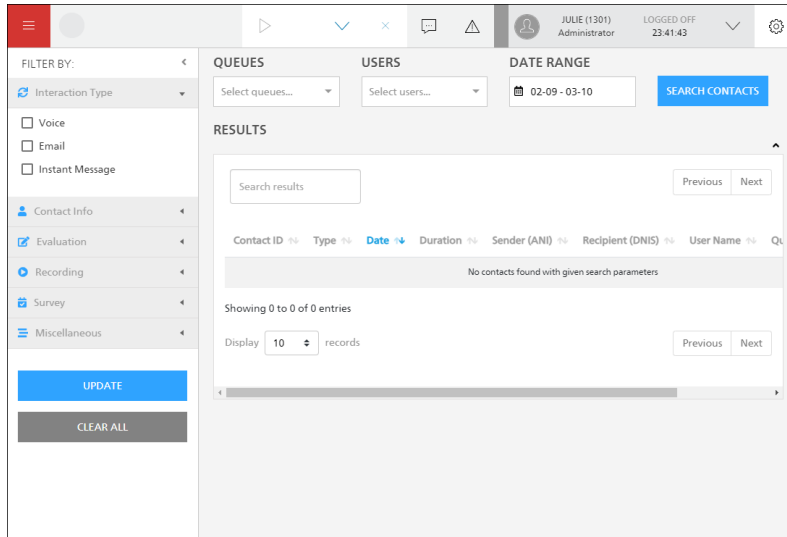 JULIE (1301)
Administrator
LOGGED OFF
23:41:43
FILTER BY:
Interaction Type
Voice
Email
Instant Message
Contact Info
Evaluation
Recording
Survey
Miscellaneous
UPDATE
CLEAR ALL
QUEUES USERS DATE RANGE
Select queues... Select users... 02-09 - 03-10 SEARCH CONTACTS
RESULTS
Search results Previous Next
Contact ID Type Date Duration Sender (ANI) Recipient (DNIS) User Name Qu
No contacts found with given search parameters
Showing 0 to 0 of 0 entries
Display 10 records Previous Next